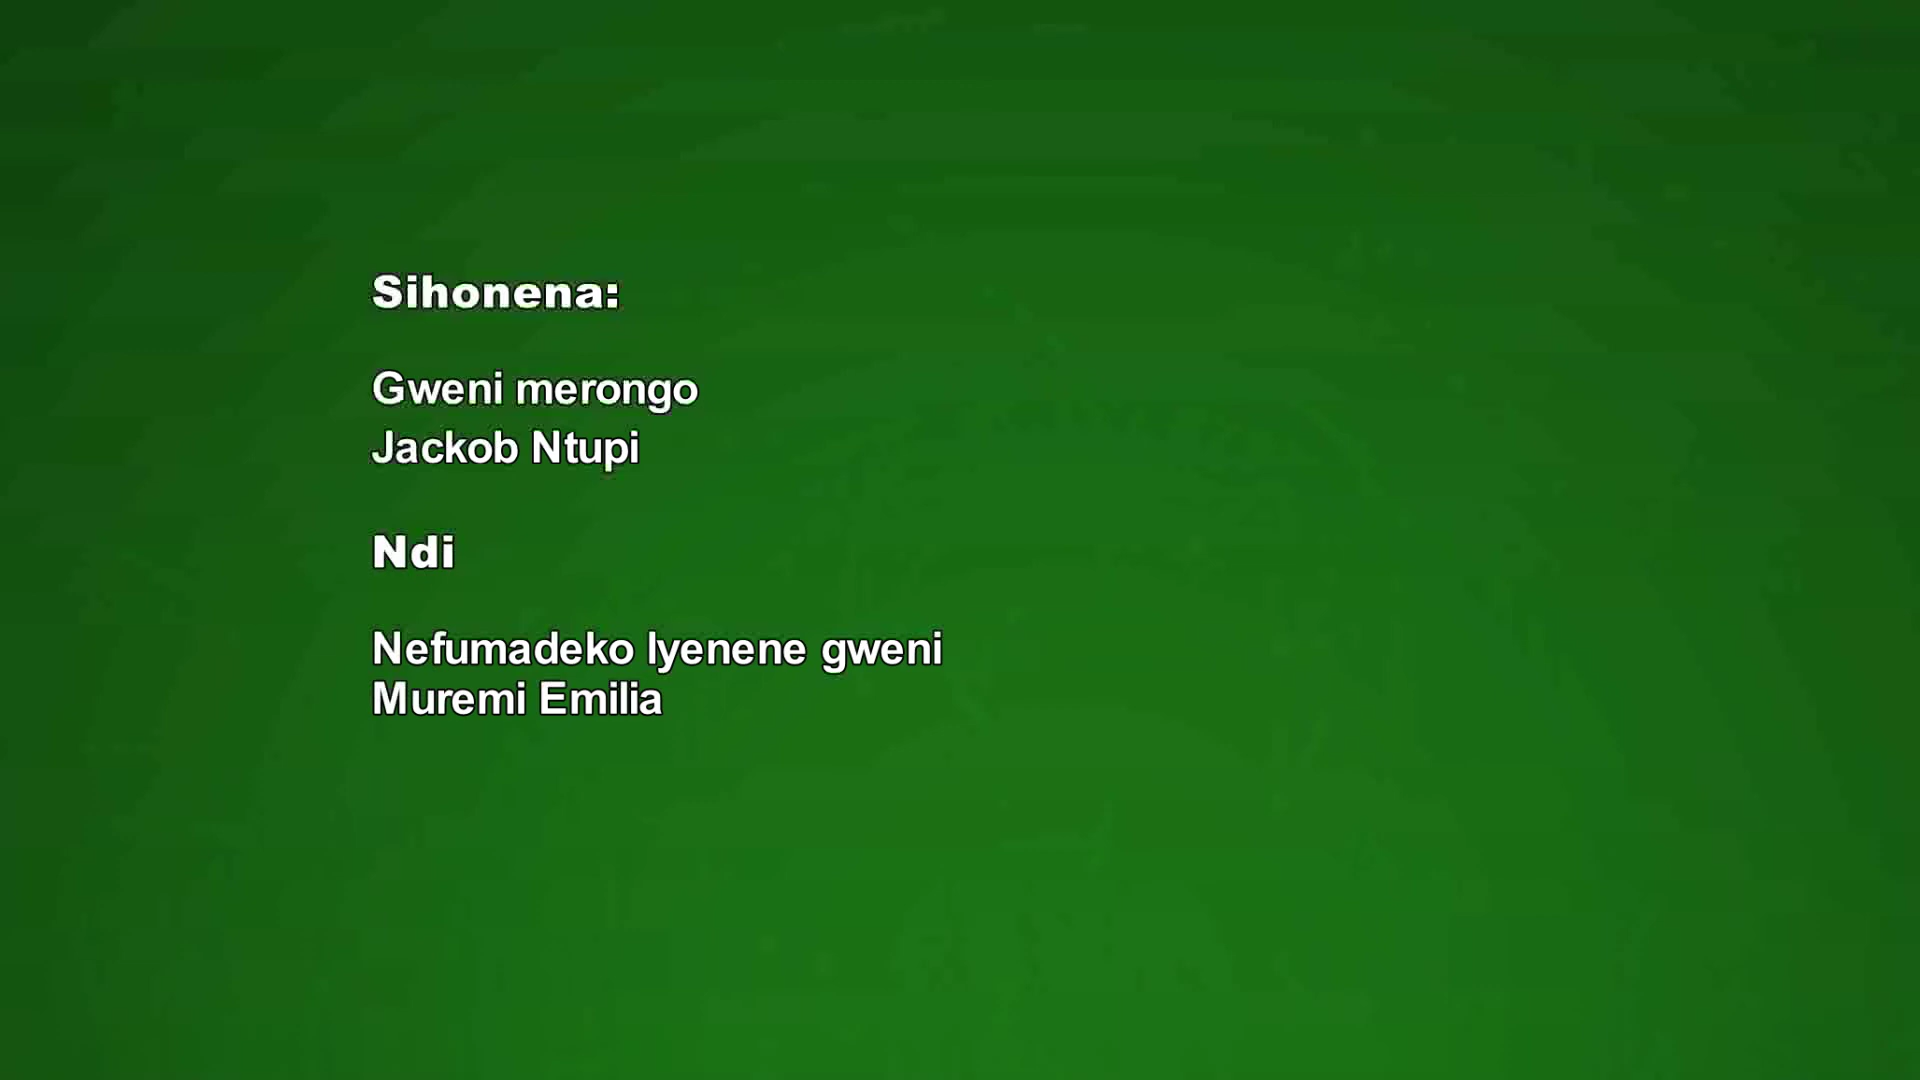 Sihonena:
Gweni merongo
Jackob Ntupi
Ndi
Nefumadeko lyenene gweni
Muremi Emilia